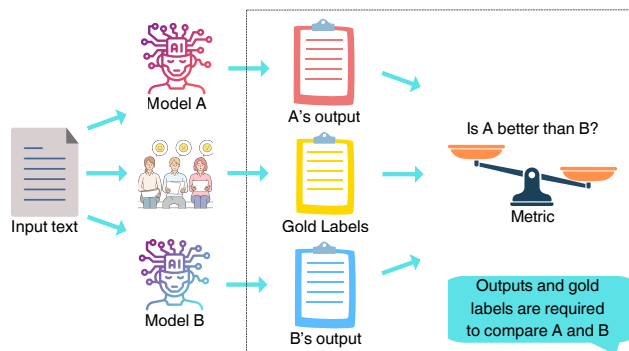 AI
Model A
A's output
Is A better than B?
Input text
Gold Labels
Metric
AI
Model B
B's output
Outputs and gold
labels are required
to compare A and B